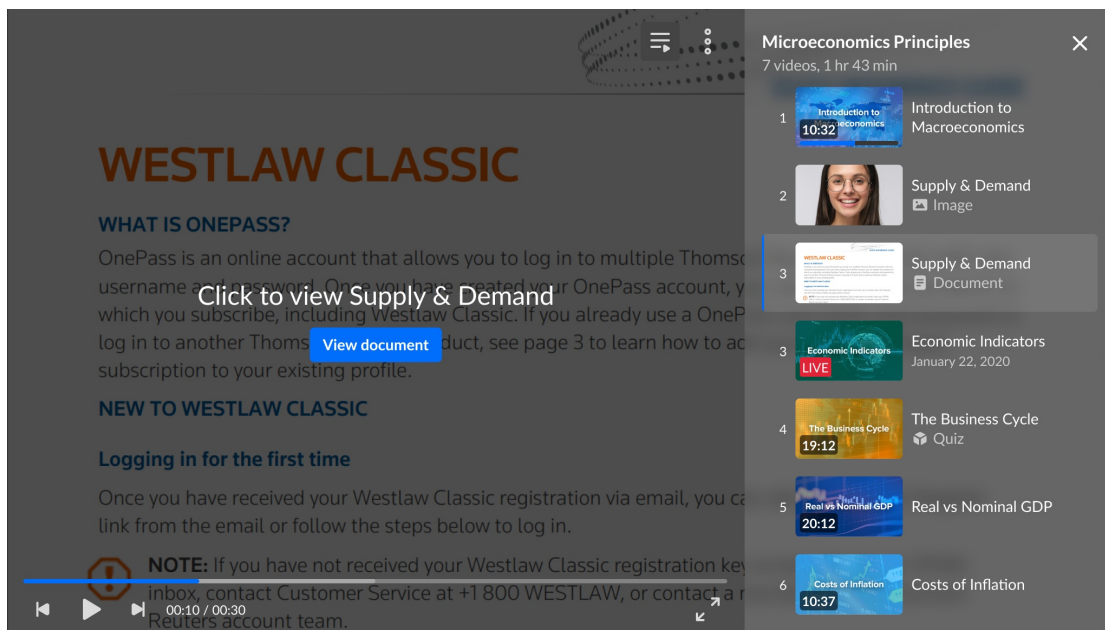 WESTLAW CLASSIC
WHAT IS ONEPASS?
OnePass is an online account that allows you to log in to multiple Thomso
username and password. Once you have created your OnePass account, y
Click to view Supply & Demand
which you subscribe, including Westlaw Classic. If you already use a OneP
log in to another Thoms duct, see page 3 to learn how to ad
View document
subscription to your existing profile.
NEW TO WESTLAW CLASSIC
Logging in for the first time
Once you have received your Westlaw Classic registration via email, you ca
link from the email or follow the steps below to log in.
NOTE: If you have not received your Westlaw Classic registration key
inbox, contact Customer Service at +1 800 WESTLAW, or contact a
Reuters account team.
00:10 / 00:30
Microeconomics Principles
7 videos, 1 hr 43 min
1
Introduction to
10:32
Introduction to
Macroeconomics
2
Supply & Demand
Image
3
WESTLAW CLASSIC
Supply & Demand
Document
3
Economic Indicators
LIVE
Economic Indicators
January 22, 2020
4
The Business Cycle
19:12
The Business Cycle
Quiz
5
Real vs Nominal GDP
20:12
Real vs Nominal GDP
6
Costs of Inflation
10:37
Costs of Inflation